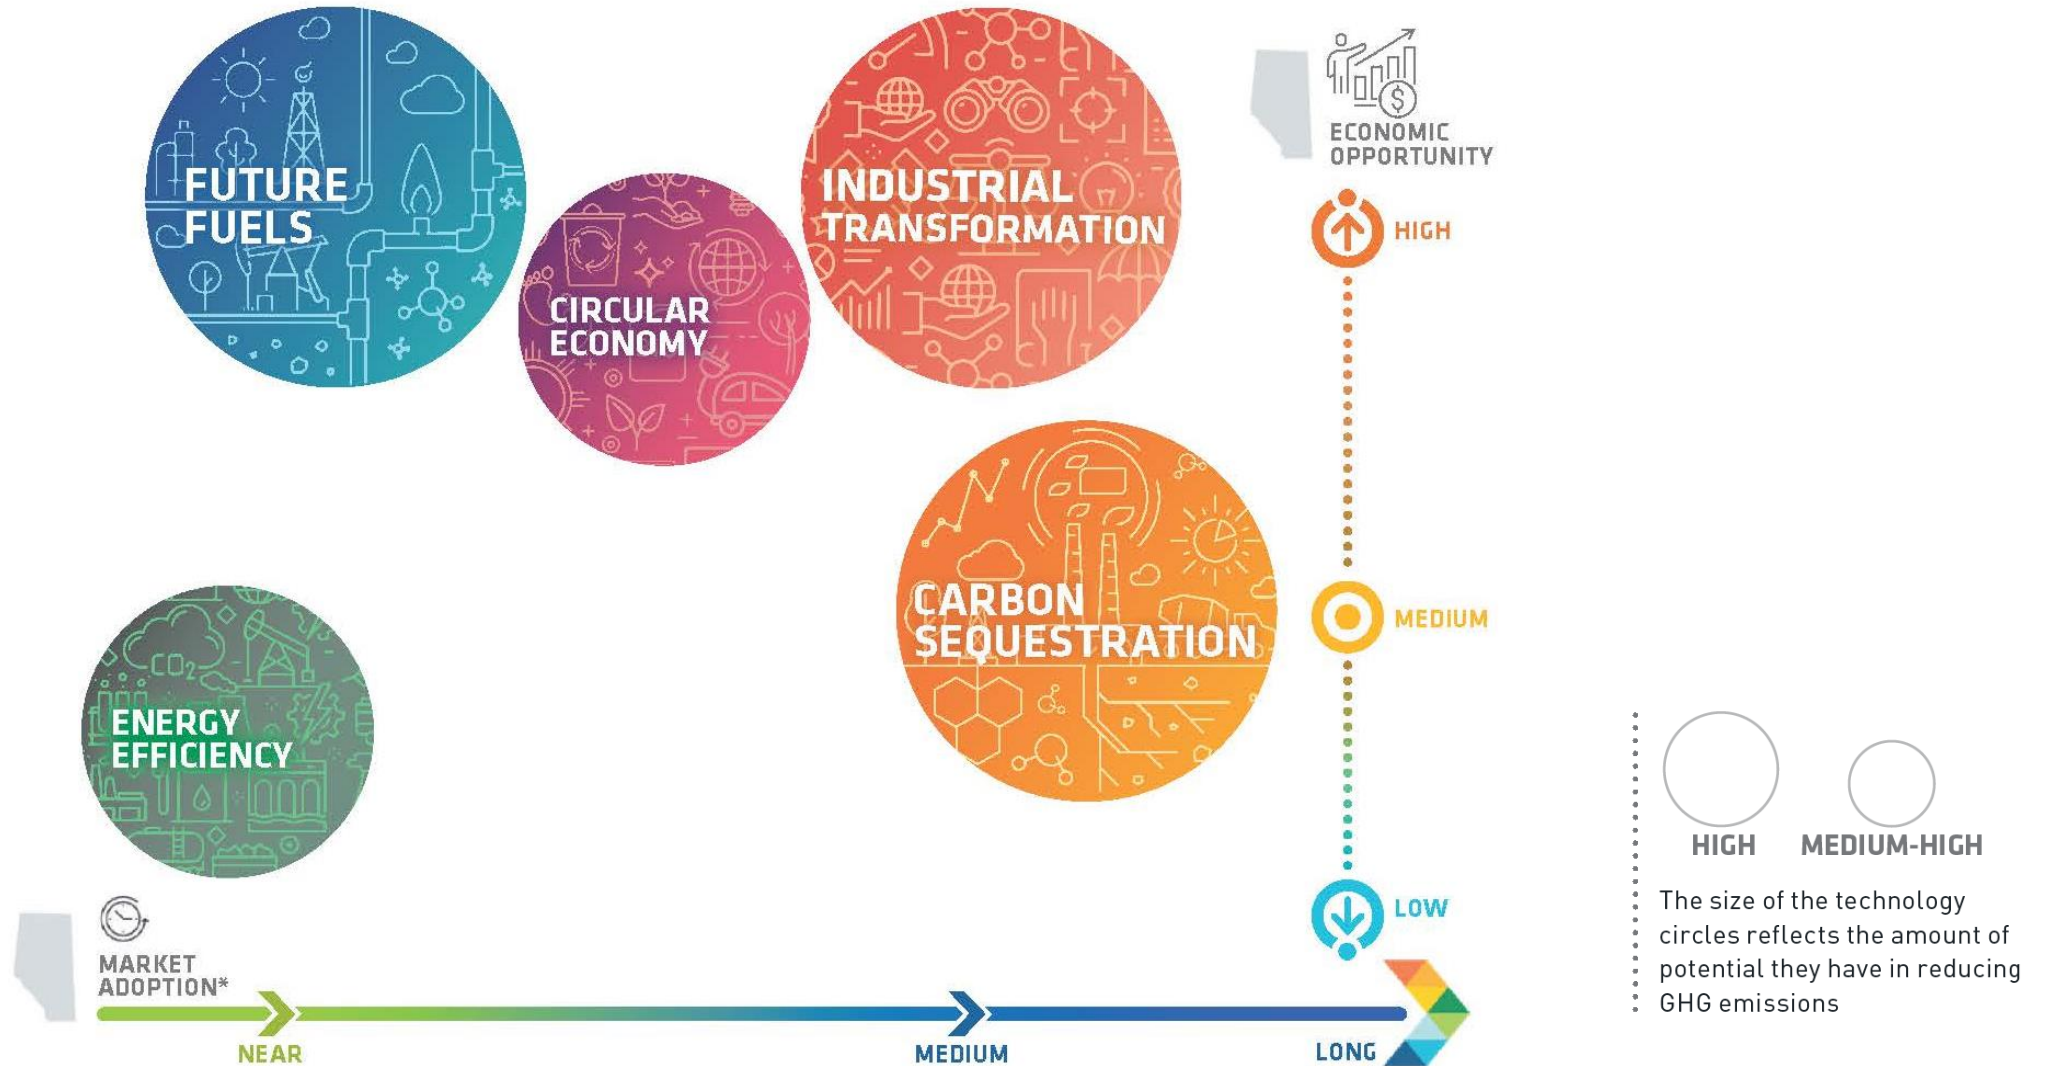 FUTURE
FUELS
CIRCULAR
ECONOMY
INDUSTRIAL
TRANSFORMATION
CARBON
SEQUESTRATION
CO2
ENERGY
EFFICIENCY
$
ECONOMIC
OPPORTUNITY
HIGH
MEDIUM
LOW
MARKET
ADOPTION*
NEAR
MEDIUM
LONG
HIGH
MEDIUM-HIGH
The size of the technology
circles reflects the amount of
potential they have in reducing
GHG emissions